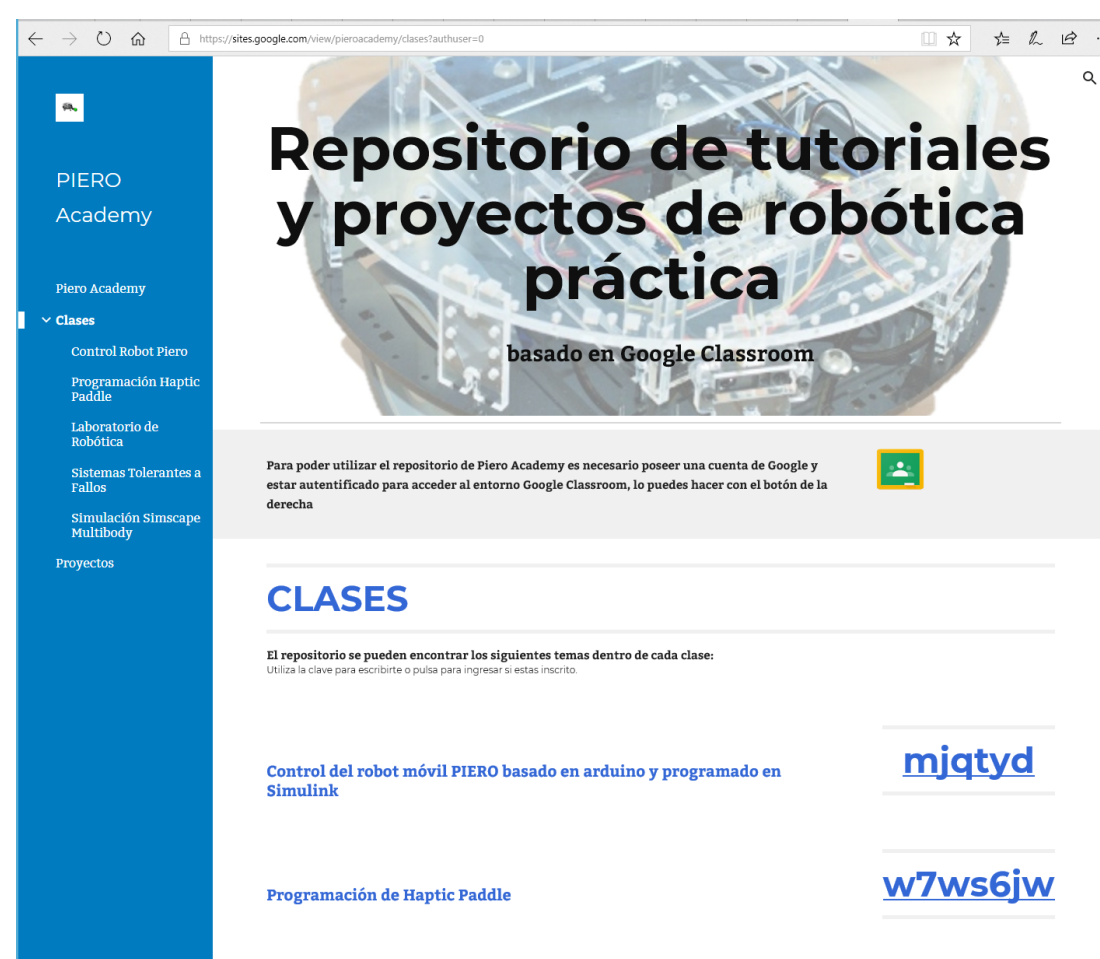 https://sites.google.com/view/pieroacademy/clases?authuser=0
PIERO
Academy
Piero Academy
Clases
Control Robot Piero
Programación Haptic
Paddle
Laboratorio de
Robótica
Sistemas Tolerantes a
Fallos
Simulación Simscape
Multibody
Proyectos
Repositorio de tutoriales
y proyectos de robótica
práctica
basado en Google Classroom
Para poder utilizar el repositorio de Piero Academy es necesario poseer una cuenta de Google y
estar autentificado para acceder al entorno Google Classroom, lo puedes hacer con el botón de la
derecha
CLASES
El repositorio se pueden encontrar los siguientes temas dentro de cada clase:
Utiliza la clave para escribirte o pulsa para ingresar si estas inscrito.
Control del robot móvil PIERO basado en arduino y programado en
Simulink
mjqtyd
Programación de Haptic Paddle
w7ws6jw